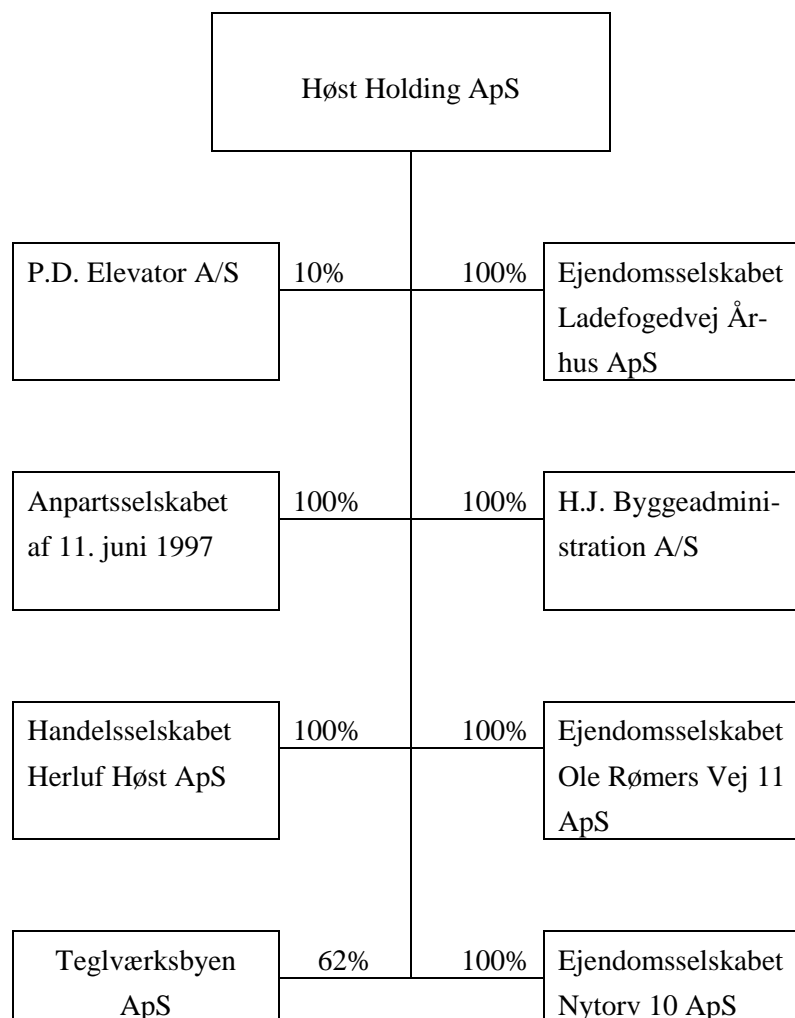 Høst Holding ApS
P.D. Elevator A/S
10%
100%
Ejendomsselskabet
Ladefogedvej År-
hus ApS
Anpartsselskabet
af 11. juni 1997
100%
100%
H.J. Byggeadmini-
stration A/S
Handelsselskabet
Herluf Høst ApS
100%
100%
Ejendomsselskabet
Ole Rømers Vej 11
ApS
Teglværksbyen
ApS
62%
100%
Ejendomsselskabet
Nytorv 10 ApS